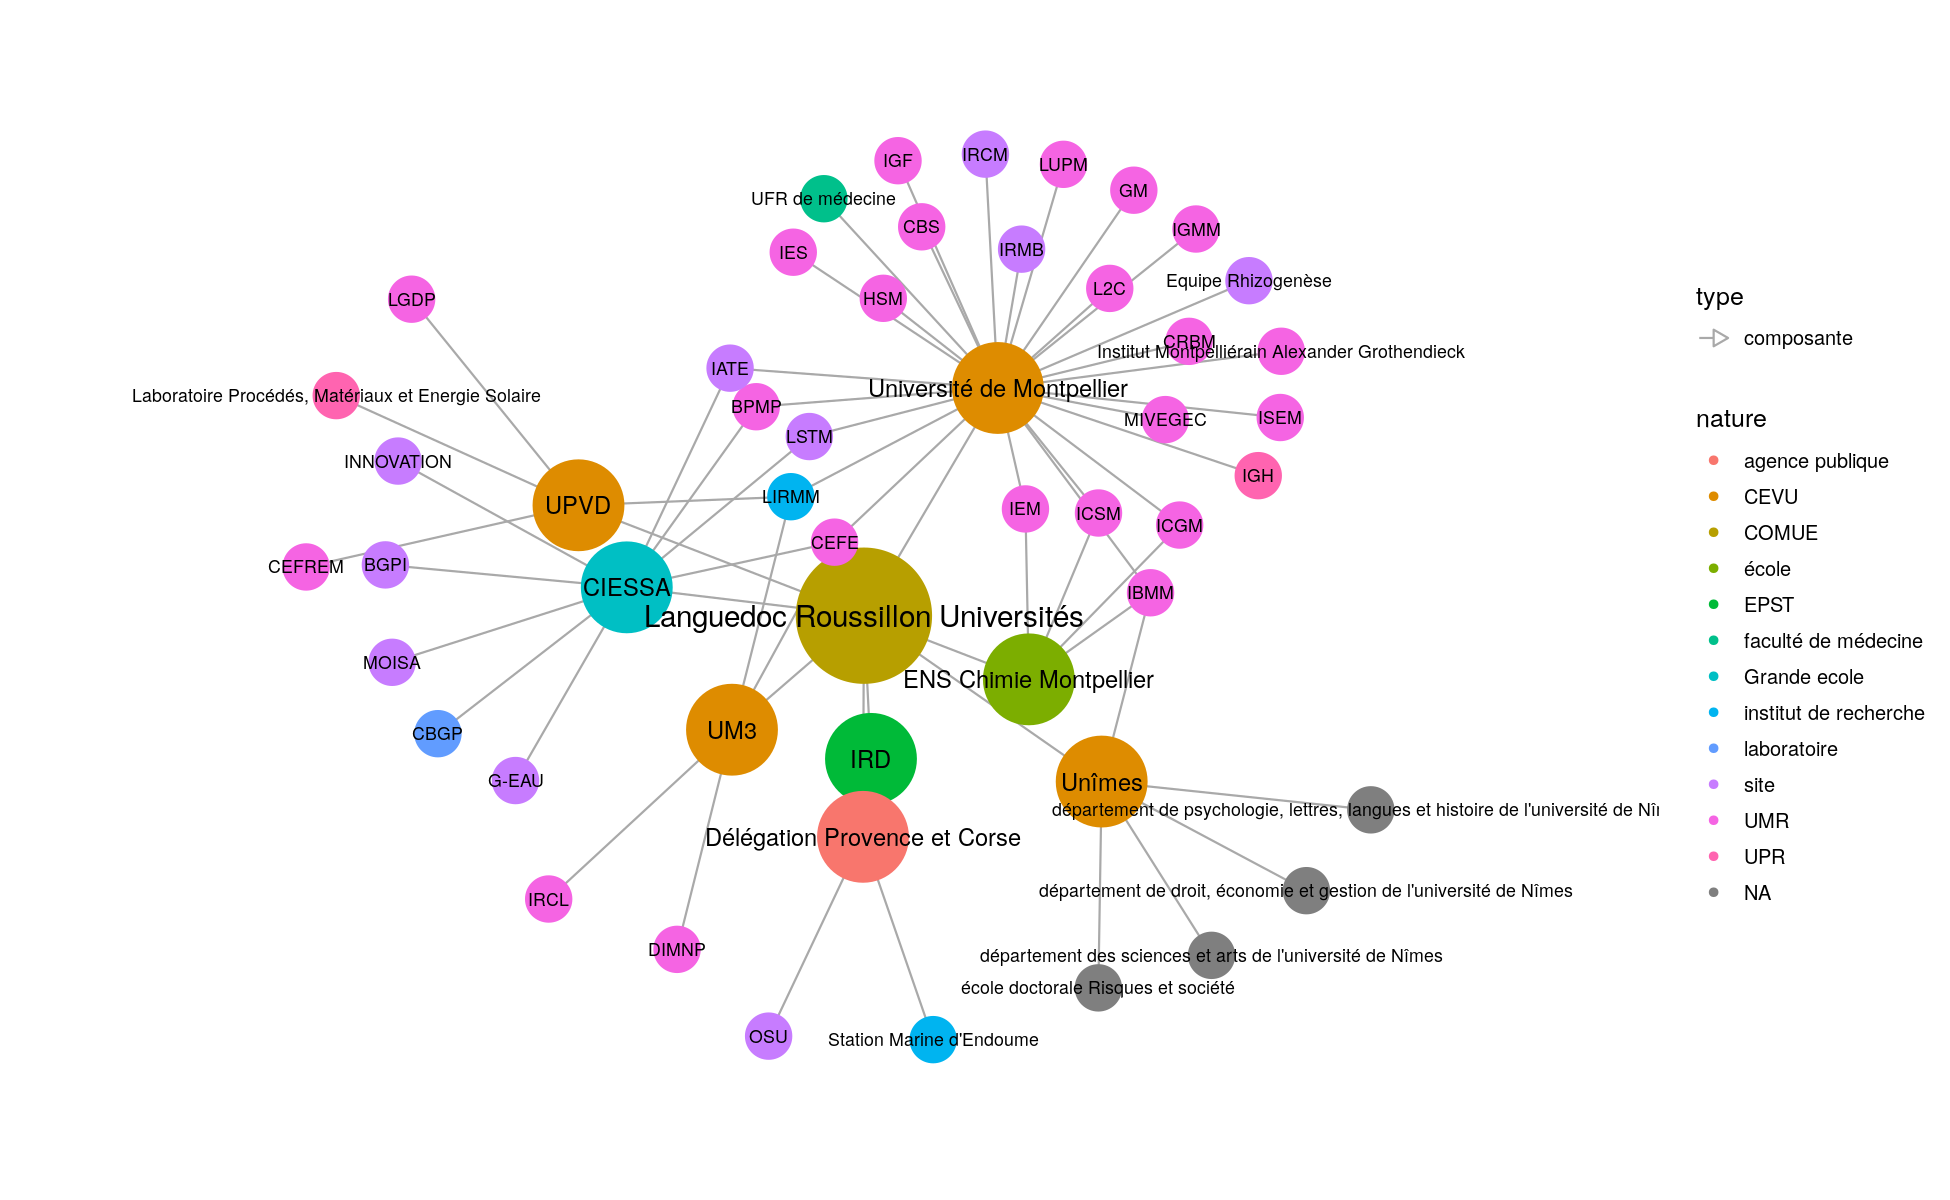 IGF
IRCM
LUPM
GM
UFR de médecine
CBS
IGMM
IES
IRMB
Equipe Rhizogenèse
HSM
L2C
LGDP
CRBM
Institut Montpelliérain Alexander Grothendieck
IATE
Université de Montpellier
Laboratoire Procédés, Matériaux et Energie Solaire
BPMP
MIVEGEC
ISEM
LSTM
INNOVATION
IGH
LIRMM
UPVD
IEM
ICSM
ICGM
CEFE
CEFREM
BGPI
CIESSA
IBMM
Languedoc Roussillon Universités
MOISA
ENS Chimie Montpellier
CBGP
UM3
IRD
G-EAU
Unîmes
département de psychologie, lettres, langues et histoire de l'université de Nî
Délégation Provence et Corse
département de droit, économie et gestion de l'université de Nîmes
IRCL
DIMNP
département des sciences et arts de l'université de Nîmes
école doctorale Risques et société
OSU
Station Marine d'Endoume
type
composante
nature
agence publique
CEVU
COMUE
école
EPST
faculté de médecine
Grande ecole
institut de recherche
laboratoire
site
UMR
UPR
NA